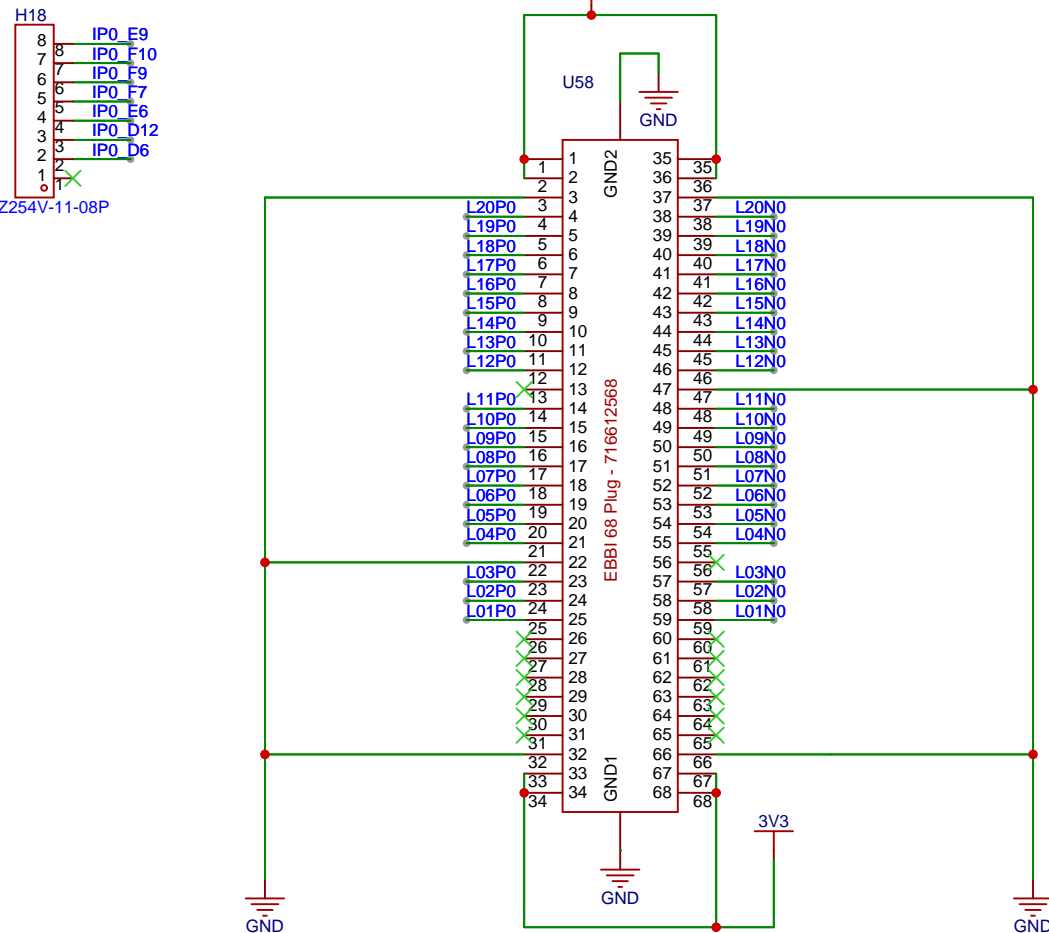 H18
8 8 IP0_E9
7 7 IP0_F10
6 6 IP0_F9
5 5 IP0_F7
4 4 IP0_E6
3 3 IP0_D12
2 2 IP0_D6
1 1
Z254V-11-08P
U58
GND
GND2
EBBI 68 Plug - 716612568
GND1
1 1 35 35
2 2 36 36
3 3 37 37
L20P0 4 4 38 38 L20N0
L19P0 5 5 39 39 L19N0
L18P0 6 6 40 40 L18N0
L17P0 7 7 41 41 L17N0
L16P0 8 8 42 42 L16N0
L15P0 9 9 43 43 L15N0
L14P0 10 10 44 44 L14N0
L13P0 11 11 45 45 L13N0
L12P0 12 12 46 46 L12N0
13 13 47 47
L11P0 14 14 48 48 L11N0
L10P0 15 15 49 49 L10N0
L09P0 16 16 50 50 L09N0
L08P0 17 17 51 51 L08N0
L07P0 18 18 52 52 L07N0
L06P0 19 19 53 53 L06N0
L05P0 20 20 54 54 L05N0
L04P0 21 21 55 55 L04N0
22 22 56 56
L03P0 23 23 57 57 L03N0
L02P0 24 24 58 58 L02N0
L01P0 25 25 59 59 L01N0
26 26 60 60
27 27 61 61
28 28 62 62
29 29 63 63
30 30 64 64
31 31 65 65
32 32 66 66
33 33 67 67
34 34 68 68
3V3
GND
GND
GND